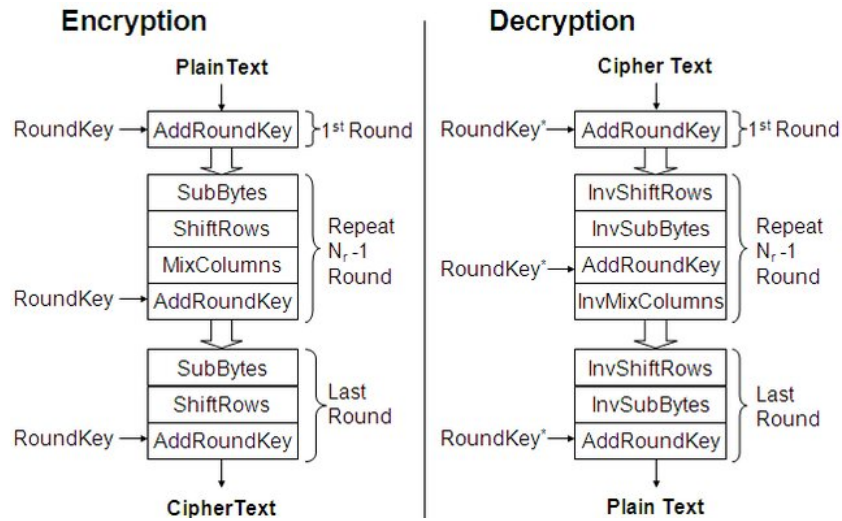 Encryption
PlainText
RoundKey
AddRoundKey
1st Round
SubBytes
ShiftRows
MixColumns
RoundKey
AddRoundKey
Repeat
Nr -1
Round
SubBytes
ShiftRows
RoundKey
AddRoundKey
Last
Round
CipherText
Decryption
Cipher Text
RoundKey*
AddRoundKey
1st Round
InvShiftRows
InvSubBytes
RoundKey*
AddRoundKey
InvMixColumns
Repeat
Nr -1
Round
InvShiftRows
InvSubBytes
RoundKey*
AddRoundKey
Last
Round
Plain Text